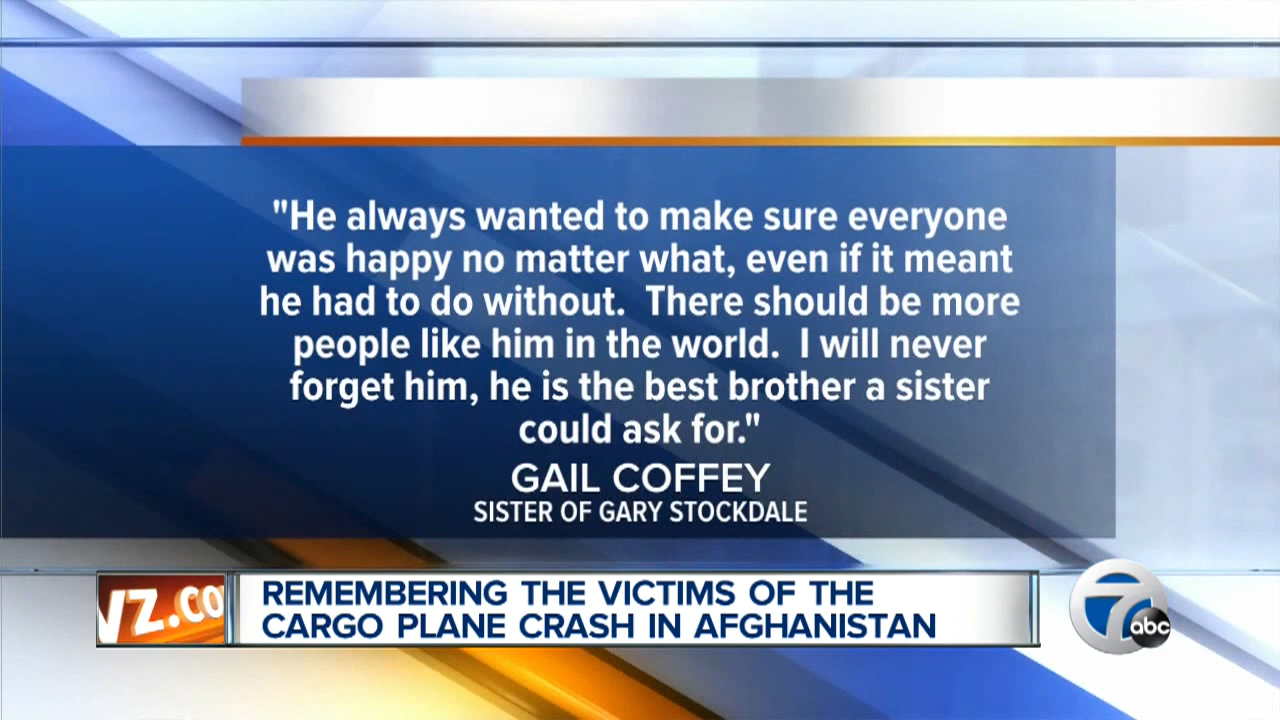 "He always wanted to make sure everyone
was happy no matter what, even if it meant
he had to do without.  There should be more
people like him in the world.  I will never
forget him, he is the best brother a sister
could ask for."
GAIL COFFEY
SISTER OF GARY STOCKDALE
YZ.CO
REMEMBERING THE VICTIMS OF THE
CARGO PLANE CRASH IN AFGHANISTAN
7
abc